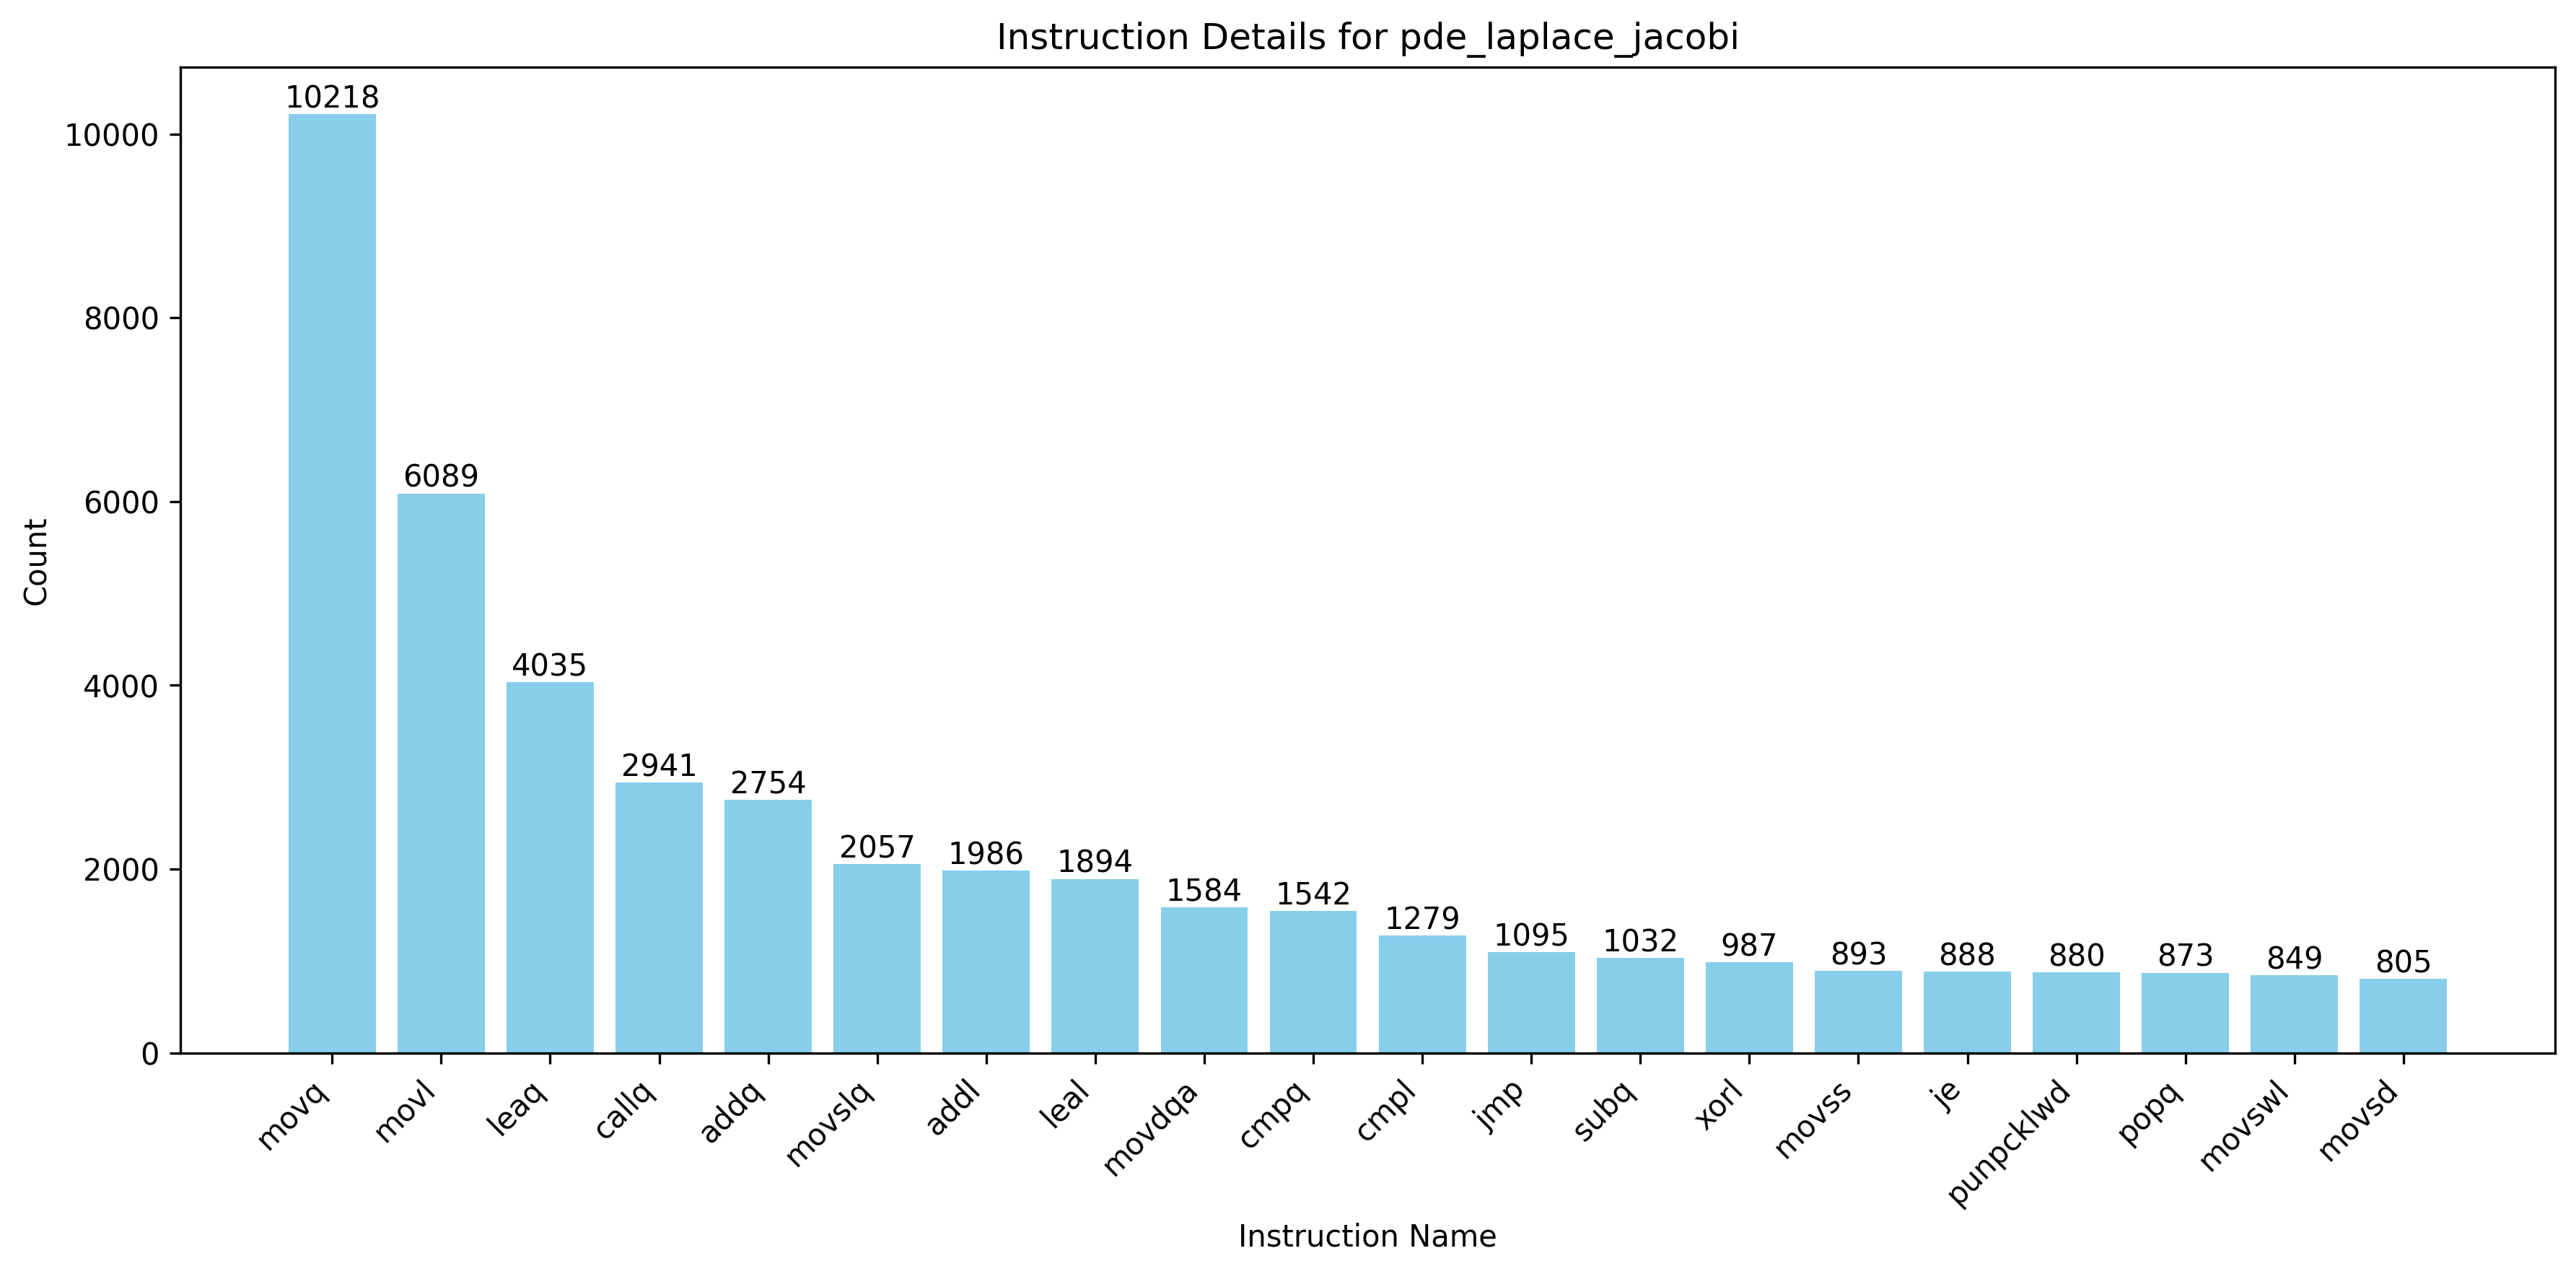 Instruction Details for pde_laplace_jacobi
Count
10000
8000
6000
4000
2000
0
10218
6089
4035
2941
2754
2057
1986
1894
1584
1542
1279
1095
1032
987
893
888
880
873
849
805
movq
movl
leaq
callq
addq
movslq
addl
leal
movdqa
cmpq
cmpl
jmp
subq
xorl
movss
je
punpcklwd
popq
movswl
movsd
Instruction Name